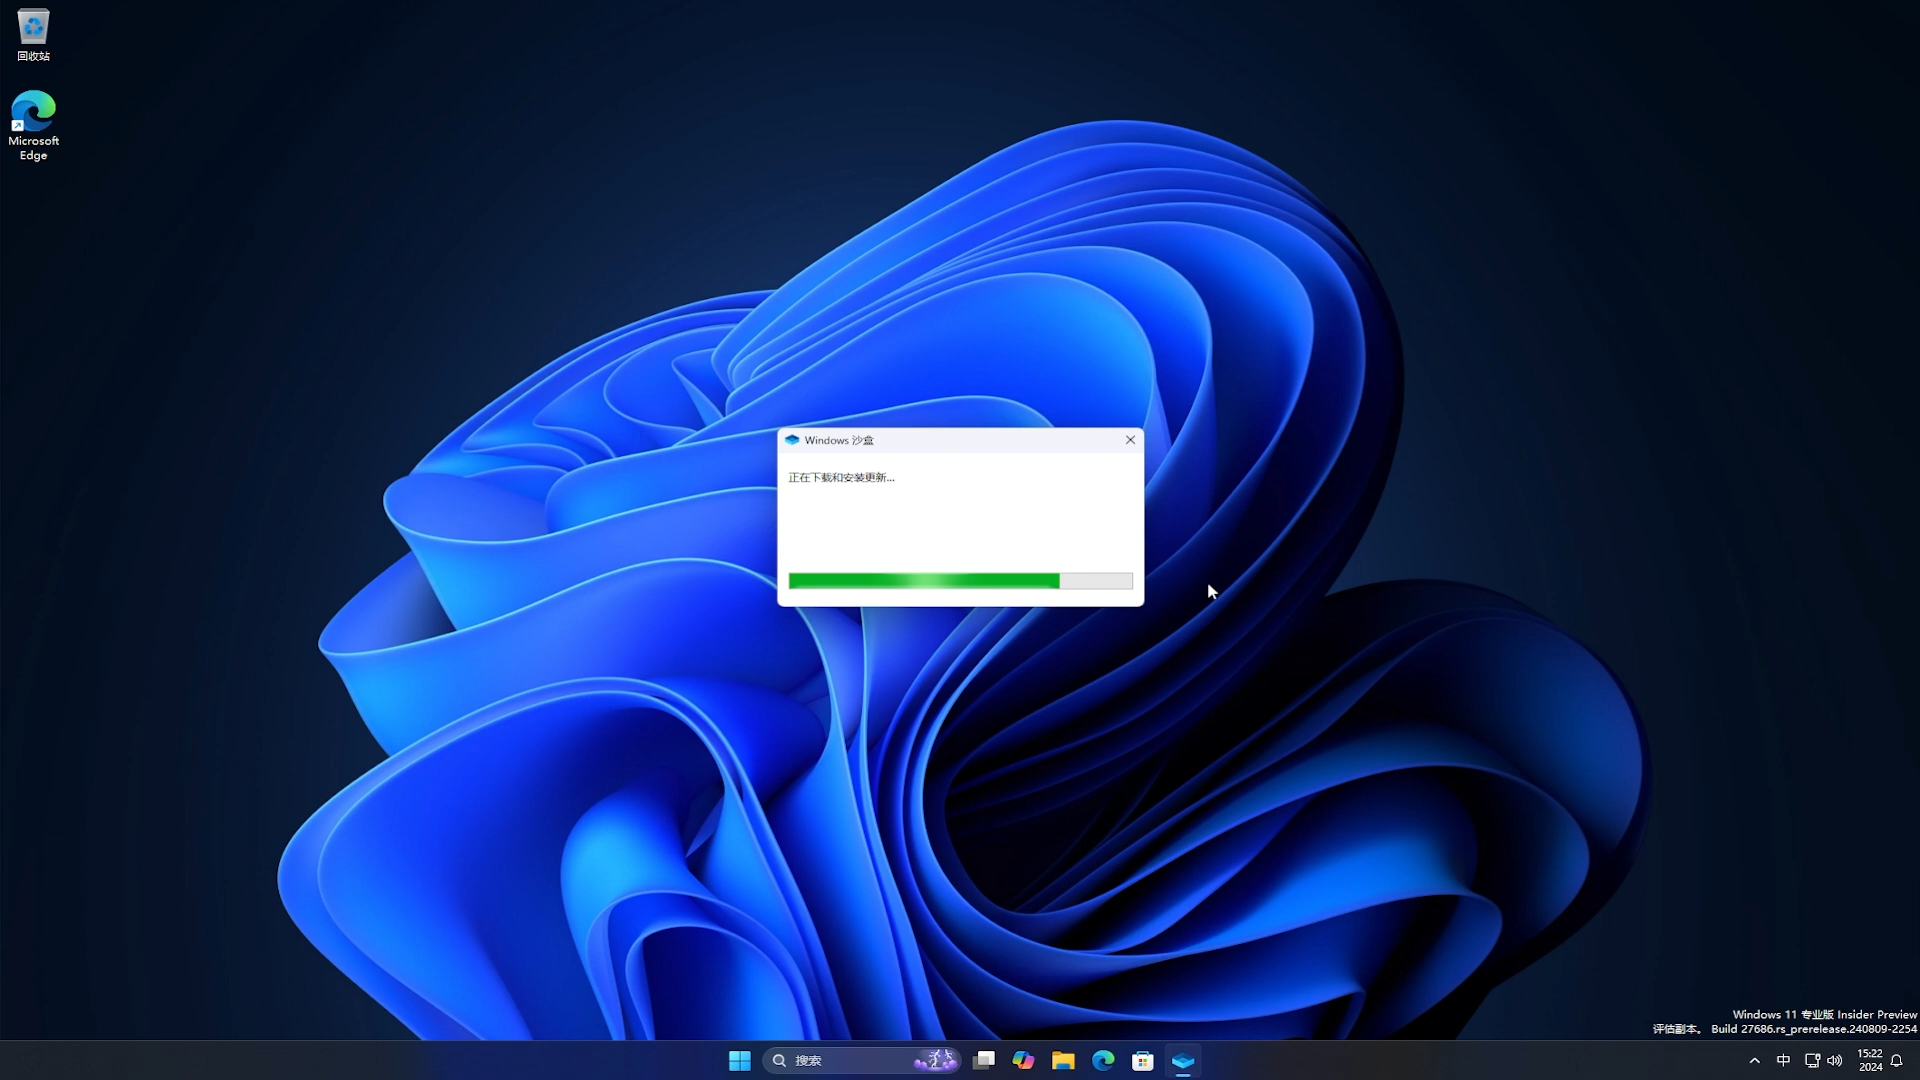 回收站
Microsoft
Edge
Windows 沙盒
正在下载和安装更新...
Windows 11 专业版 Insider Preview
评估副本。 Build 27686.rs_prerelease.240809-2254
搜索
中
15:22
2024